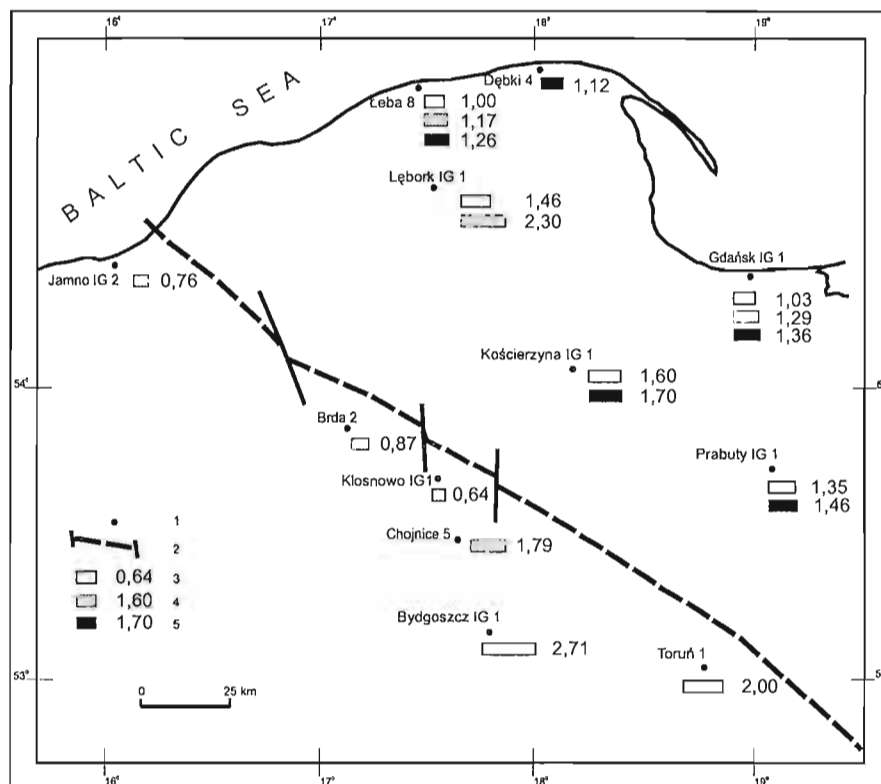 16° 17° 18° 19°
BALTIC SEA
Dębki 4
1,12
Łeba 8
1,00
1,17
1,26
Lębork IG 1
1,46
2,30
Gdańsk IG 1
1,03
1,29
1,36
Jamno IG 2
0,76
Kościerzyna IG 1
1,60
1,70
54°
Brda 2
0,87
Prabuty IG 1
1,35
1,46
Klosnowo IG1
0,64
Chojnice 5
1,79
1
2
0,64 3
1,60 4
1,70 5
Bydgoszcz IG 1
2,71
Toruń 1
2,00
53°
0 25 km
16° 17° 18° 19°